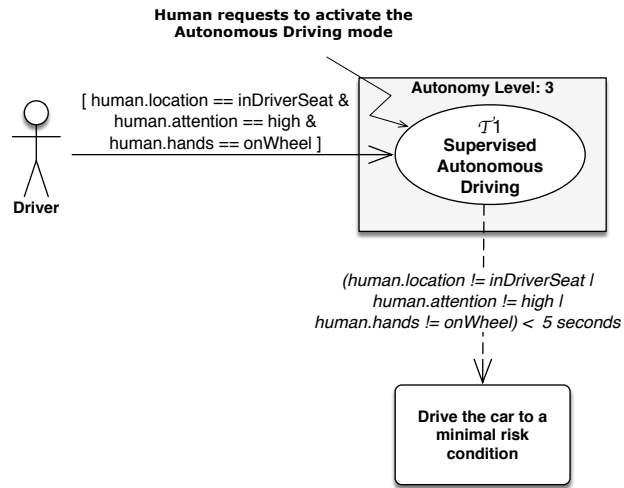 Human requests to activate the
Autonomous Driving mode
Autonomy Level: 3
[ human.location == inDriverSeat &
human.attention == high &
human.hands == onWheel ]
𝒯1
Supervised
Autonomous
Driving
Driver
(human.location != inDriverSeat |
human.attention != high |
human.hands != onWheel) < 5 seconds
Drive the car to a
minimal risk
condition